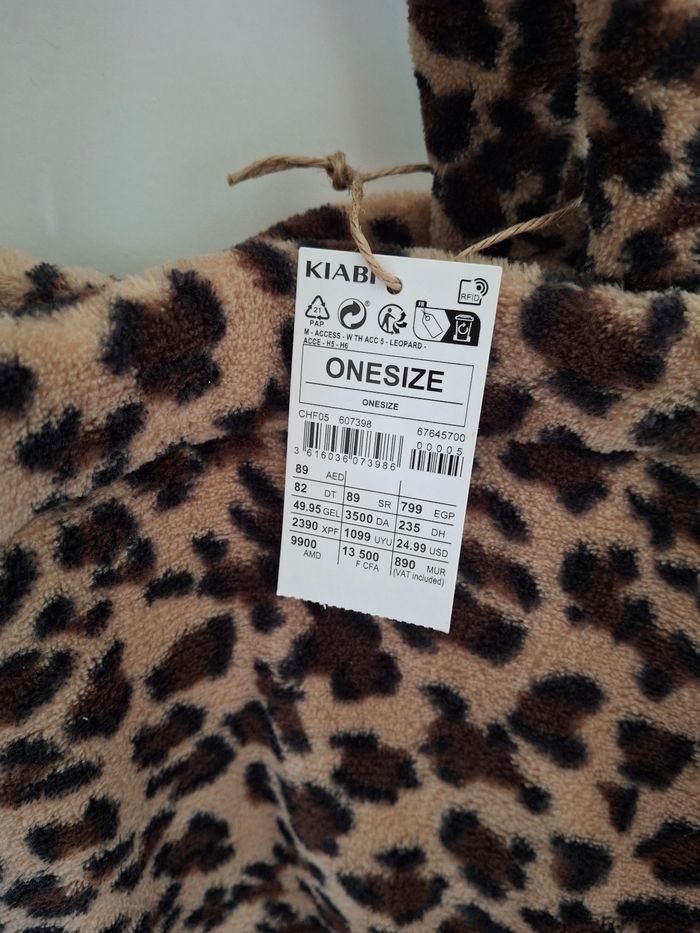 KIABI
RFID
21
PAP
FR
M - ACCESS - W TH ACC 5 - LEOPARD -
ACCE - H5 - H6
ONESIZE
ONESIZE
CHF05 607398
67645700
00005
3 616036 073986
89 AED
82 DT 89 SR 799 EGP
49.95 GEL 3500 DA 235 DH
2390 XPF 1099 UYU 24.99 USD
9900 AMD 13 500 F CFA 890 MUR
(VAT included)